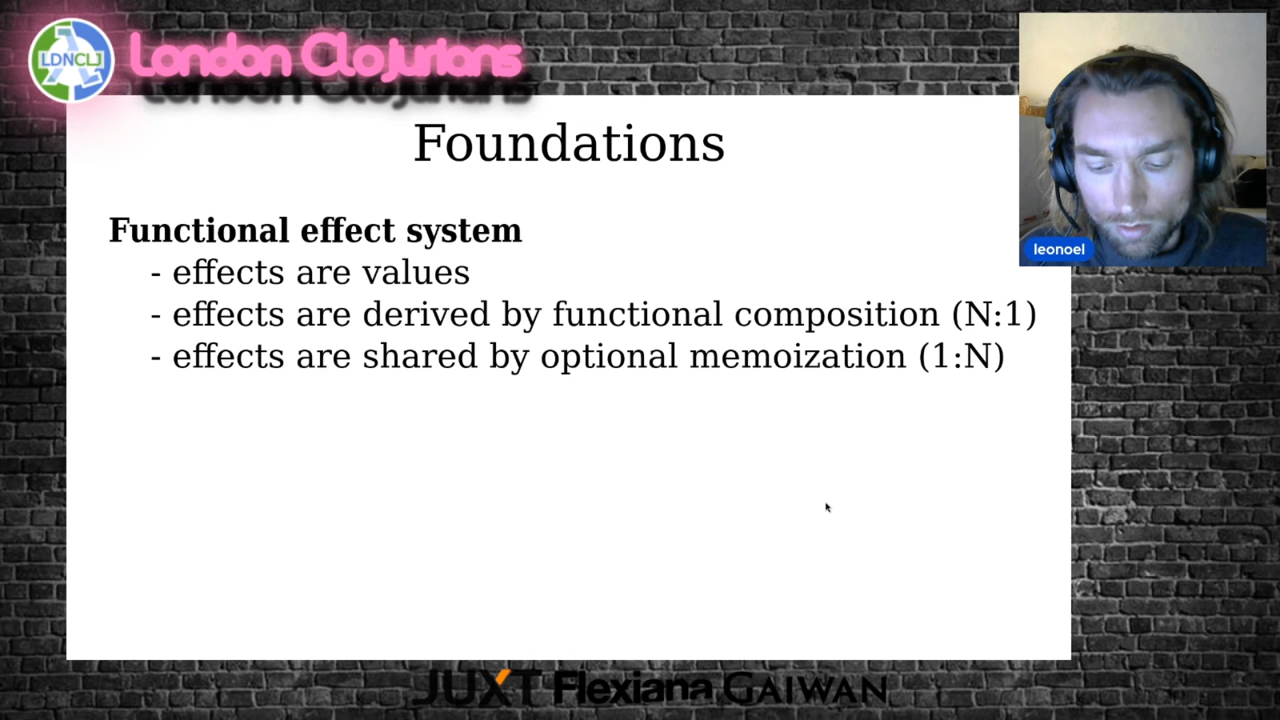 LDNCLJ
London Clojurians
Foundations
Functional effect system
- effects are values
- effects are derived by functional composition (N:1)
- effects are shared by optional memoization (1:N)
leonoel
JUXT Flexiana GAIWAN